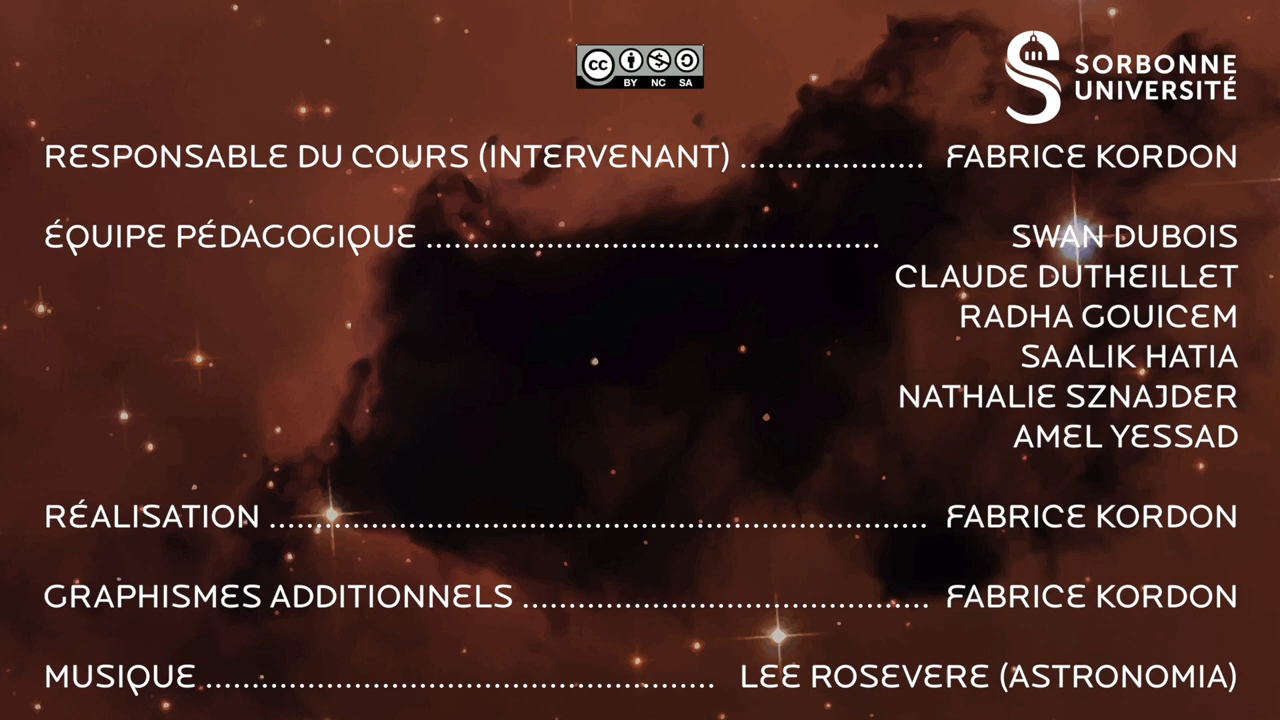 cc BY NC SA
SORBONNE
UNIVERSITÉ
RESPONSABLE DU COURS (INTERVENANT) .................... FABRICE KORDON
ÉQUIPE PÉDAGOGIQUE ................................................. SWAN DUBOIS
CLAUDE DUTHEILLET
RADHA GOUICEM
SAALIK HATIA
NATHALIE SZNAJDER
AMEL YESSAD
RÉALISATION ....................................................................... FABRICE KORDON
GRAPHISMES ADDITIONNELS ............................................ FABRICE KORDON
MUSIQUE ....................................................... LEE ROSEVERE (ASTRONOMIA)